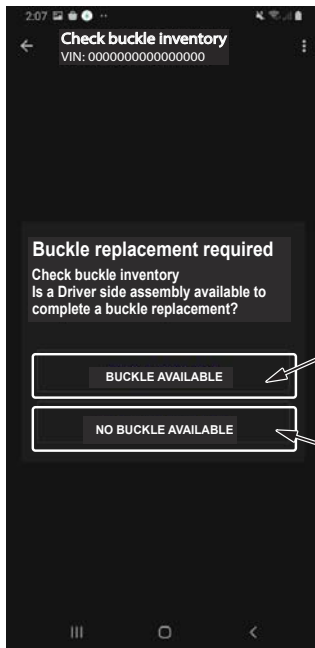 2:07
Check buckle inventory
VIN: 0000000000000000
Buckle replacement required
Check buckle inventory
Is a Driver side assembly available to
complete a buckle replacement?
BUCKLE AVAILABLE
NO BUCKLE AVAILABLE